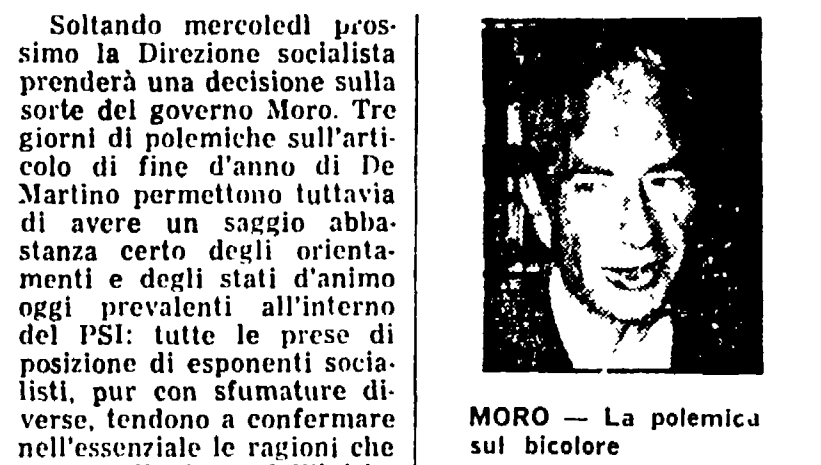 Soltando mercoledì pros-
simo la Direzione socialista
prenderà una decisione sulla
sorte del governo Moro. Tre
giorni di polemiche sull'arti-
colo di fine d'anno di De
Martino permettono tuttavia
di avere un saggio abba-
stanza certo degli orienta-
menti e degli stati d'animo
oggi prevalenti all'interno
del PSI: tutte le prese di
posizione di esponenti socia-
listi, pur con sfumature di-
verse, tendono a confermare
nell'essenziale le ragioni che
MORO — La polemica
sul bicolore